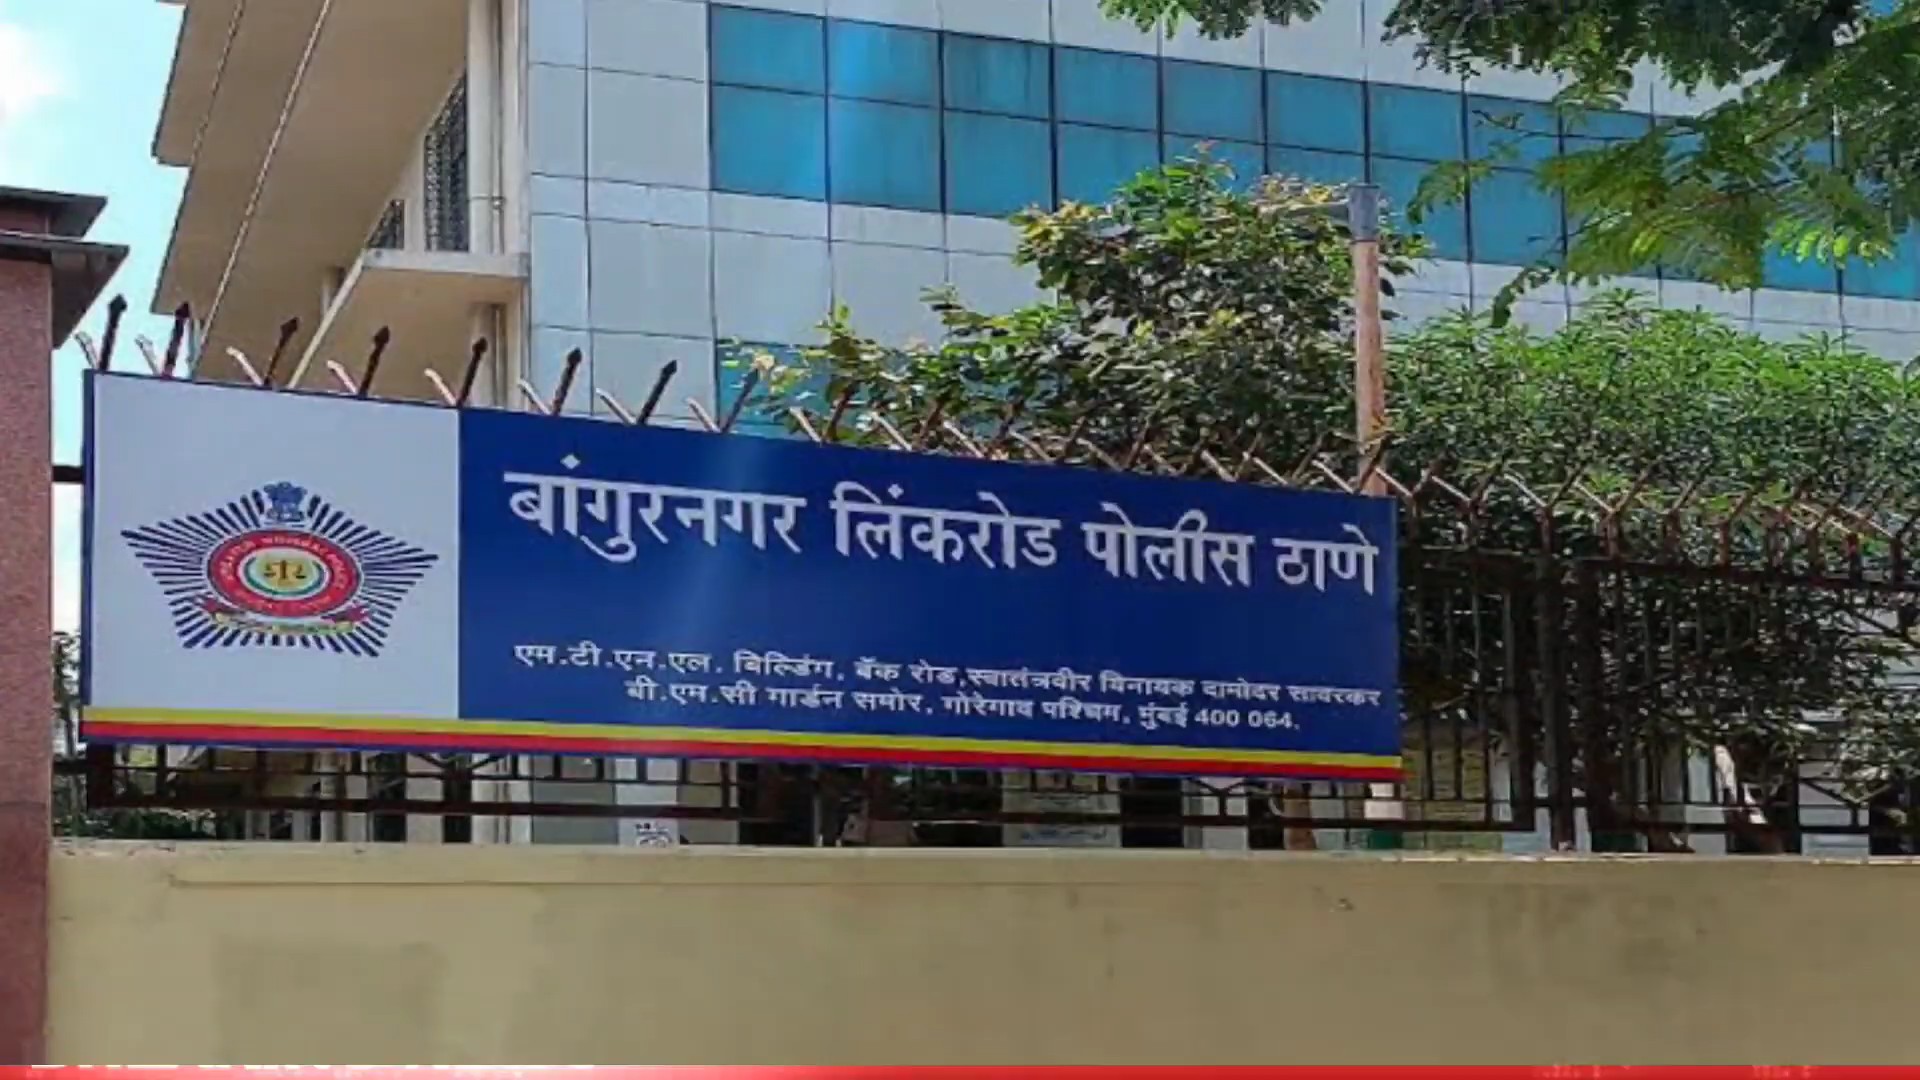 बांगुरनगर लिंकरोड पोलीस ठाणे
एम.टी.एन.एल. बिल्डिंग, बॅक रोड,स्वातंत्रवीर विनायक दामोदर सावरकर
बी.एम.सी गार्डन समोर, गोरेगाव पश्चिम, मुंबई 400 064.